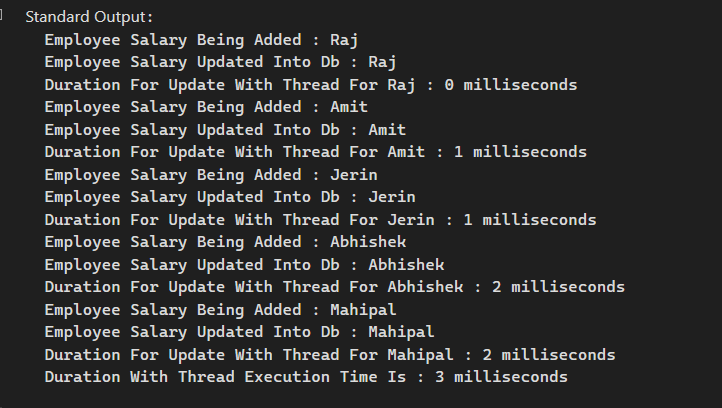 Standard Output:
Employee Salary Being Added : Raj
Employee Salary Updated Into Db : Raj
Duration For Update With Thread For Raj : 0 milliseconds
Employee Salary Being Added : Amit
Employee Salary Updated Into Db : Amit
Duration For Update With Thread For Amit : 1 milliseconds
Employee Salary Being Added : Jerin
Employee Salary Updated Into Db : Jerin
Duration For Update With Thread For Jerin : 1 milliseconds
Employee Salary Being Added : Abhishek
Employee Salary Updated Into Db : Abhishek
Duration For Update With Thread For Abhishek : 2 milliseconds
Employee Salary Being Added : Mahipal
Employee Salary Updated Into Db : Mahipal
Duration For Update With Thread For Mahipal : 2 milliseconds
Duration With Thread Execution Time Is : 3 milliseconds